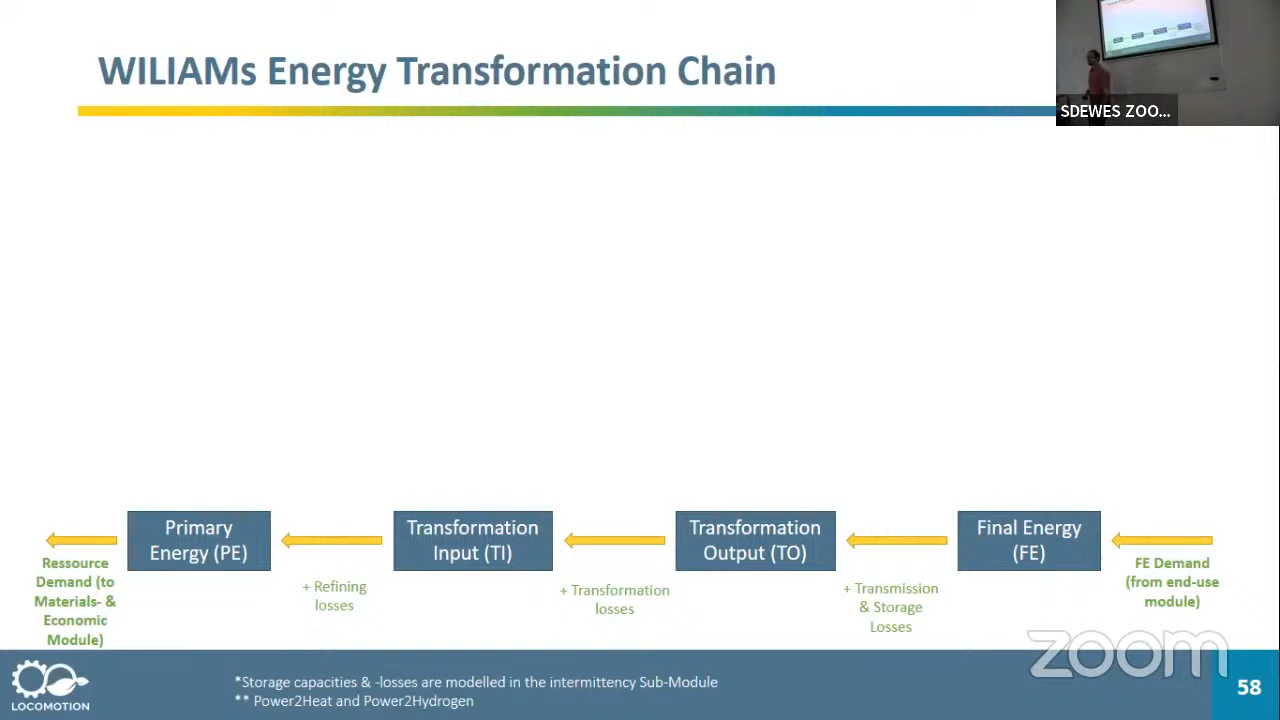 WILIAMs Energy Transformation Chain
SDEWES ZOO...
Primary
Energy (PE)
Transformation
Input (TI)
Transformation
Output (TO)
Final Energy
(FE)
Ressource
Demand (to
Materials- &
Economic
Module)
+ Refining
losses
+ Transformation
losses
+ Transmission
& Storage
Losses
FE Demand
(from end-use
module)
zoom
LOCOMOTION
*Storage capacities & -losses are modelled in the intermittency Sub-Module
** Power2Heat and Power2Hydrogen
58